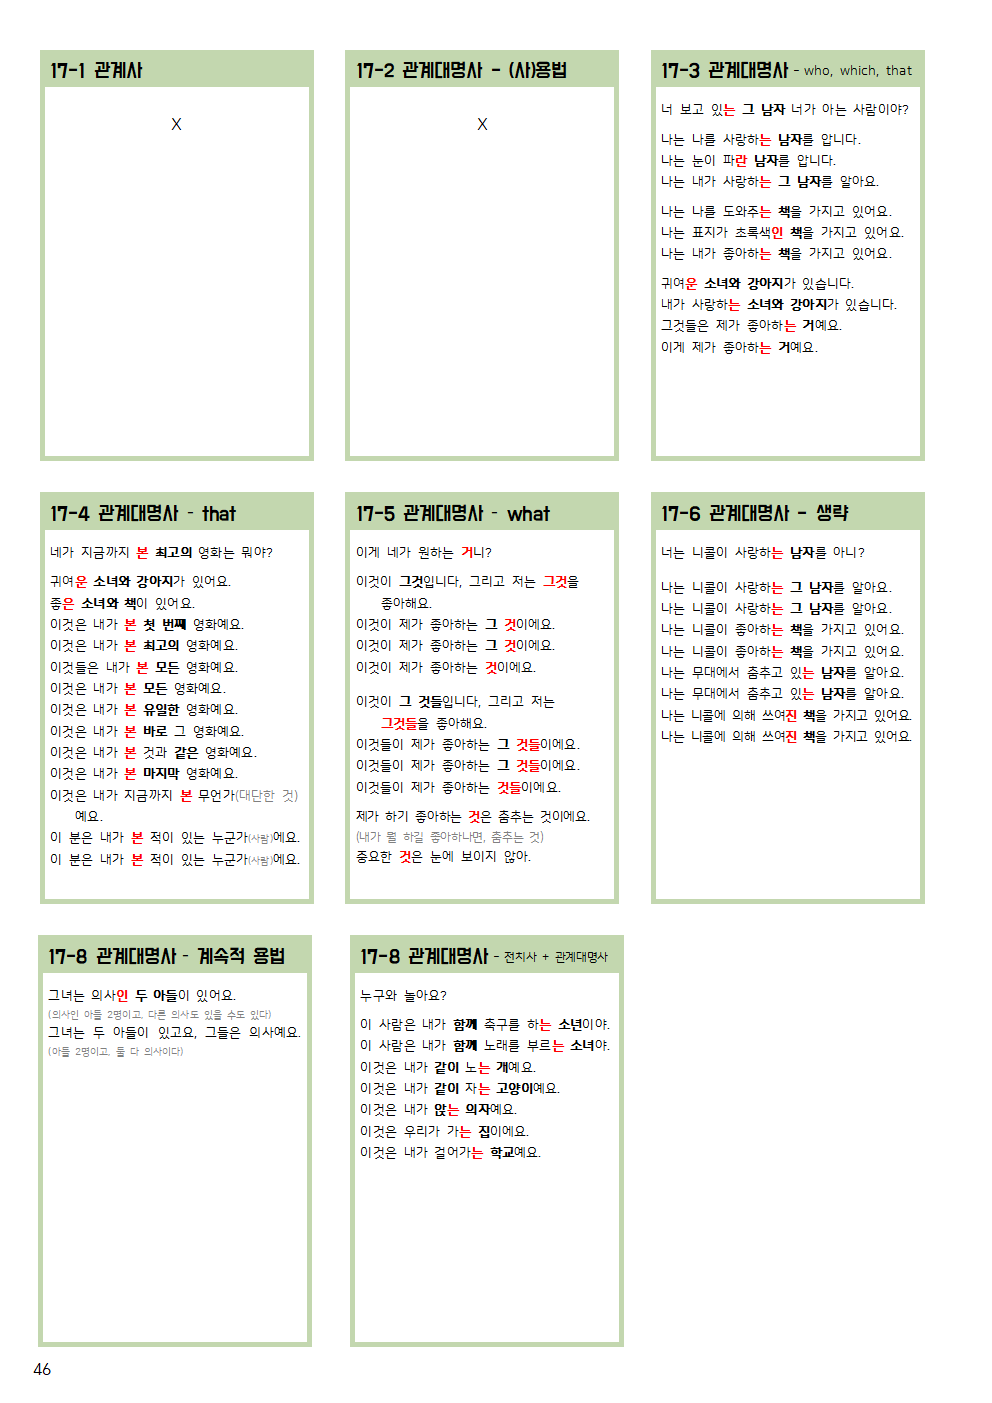 17-1 관계사
X
17-2 관계대명사 - (사)용법
X
17-3 관계대명사 - who, which, that
너 보고 있는 그 남자 너가 아는 사람이야?
나는 나를 사랑하는 남자를 압니다.
나는 눈이 파란 남자를 압니다.
나는 내가 사랑하는 그 남자를 알아요.
나는 나를 도와주는 책을 가지고 있어요.
나는 표지가 초록색인 책을 가지고 있어요.
나는 내가 좋아하는 책을 가지고 있어요.
귀여운 소녀와 강아지가 있습니다.
내가 사랑하는 소녀와 강아지가 있습니다.
그것들은 제가 좋아하는 거예요.
이게 제가 좋아하는 거예요.
17-4 관계대명사 - that
네가 지금까지 본 최고의 영화는 뭐야?
귀여운 소녀와 강아지가 있어요.
좋은 소녀와 책이 있어요.
이것은 내가 본 첫 번째 영화예요.
이것은 내가 본 최고의 영화예요.
이것들은 내가 본 모든 영화예요.
이것은 내가 본 모든 영화예요.
이것은 내가 본 유일한 영화예요.
이것은 내가 본 바로 그 영화예요.
이것은 내가 본 것과 같은 영화예요.
이것은 내가 본 마지막 영화예요.
이것은 내가 지금까지 본 무언가(대단한 것)
예요.
이 분은 내가 본 적이 있는 누군가(사람)에요.
이 분은 내가 본 적이 있는 누군가(사람)에요.
17-5 관계대명사 - what
이게 네가 원하는 거니?
이것이 그것입니다, 그리고 저는 그것을
좋아해요.
이것이 제가 좋아하는 그 것이에요.
이것이 제가 좋아하는 그 것이에요.
이것이 제가 좋아하는 것이에요.
이것이 그 것들입니다, 그리고 저는
그것들을 좋아해요.
이것들이 제가 좋아하는 그 것들이에요.
이것들이 제가 좋아하는 그 것들이에요.
이것들이 제가 좋아하는 것들이에요.
제가 하기 좋아하는 것은 춤추는 것이에요.
(내가 뭘 하길 좋아하냐면, 춤추는 것)
중요한 것은 눈에 보이지 않아.
17-6 관계대명사 - 생략
너는 니콜이 사랑하는 남자를 아니?
나는 니콜이 사랑하는 그 남자를 알아요.
나는 니콜이 사랑하는 그 남자를 알아요.
나는 니콜이 좋아하는 책을 가지고 있어요.
나는 니콜이 좋아하는 책을 가지고 있어요.
나는 무대에서 춤추고 있는 남자를 알아요.
나는 무대에서 춤추고 있는 남자를 알아요.
나는 니콜에 의해 쓰여진 책을 가지고 있어요.
나는 니콜에 의해 쓰여진 책을 가지고 있어요.
17-8 관계대명사 - 계속적 용법
그녀는 의사인 두 아들이 있어요.
(의사인 아들 2명이고, 다른 의사도 있을 수도 있다)
그녀는 두 아들이 있고요, 그들은 의사예요.
(아들 2명이고, 둘 다 의사이다)
17-8 관계대명사 - 전치사 + 관계대명사
누구와 놀아요?
이 사람은 내가 함께 축구를 하는 소년이야.
이 사람은 내가 함께 노래를 부르는 소녀야.
이것은 내가 같이 노는 개예요.
이것은 내가 같이 자는 고양이예요.
이것은 내가 앉는 의자예요.
이것은 우리가 가는 집이에요.
이것은 내가 걸어가는 학교예요.
46